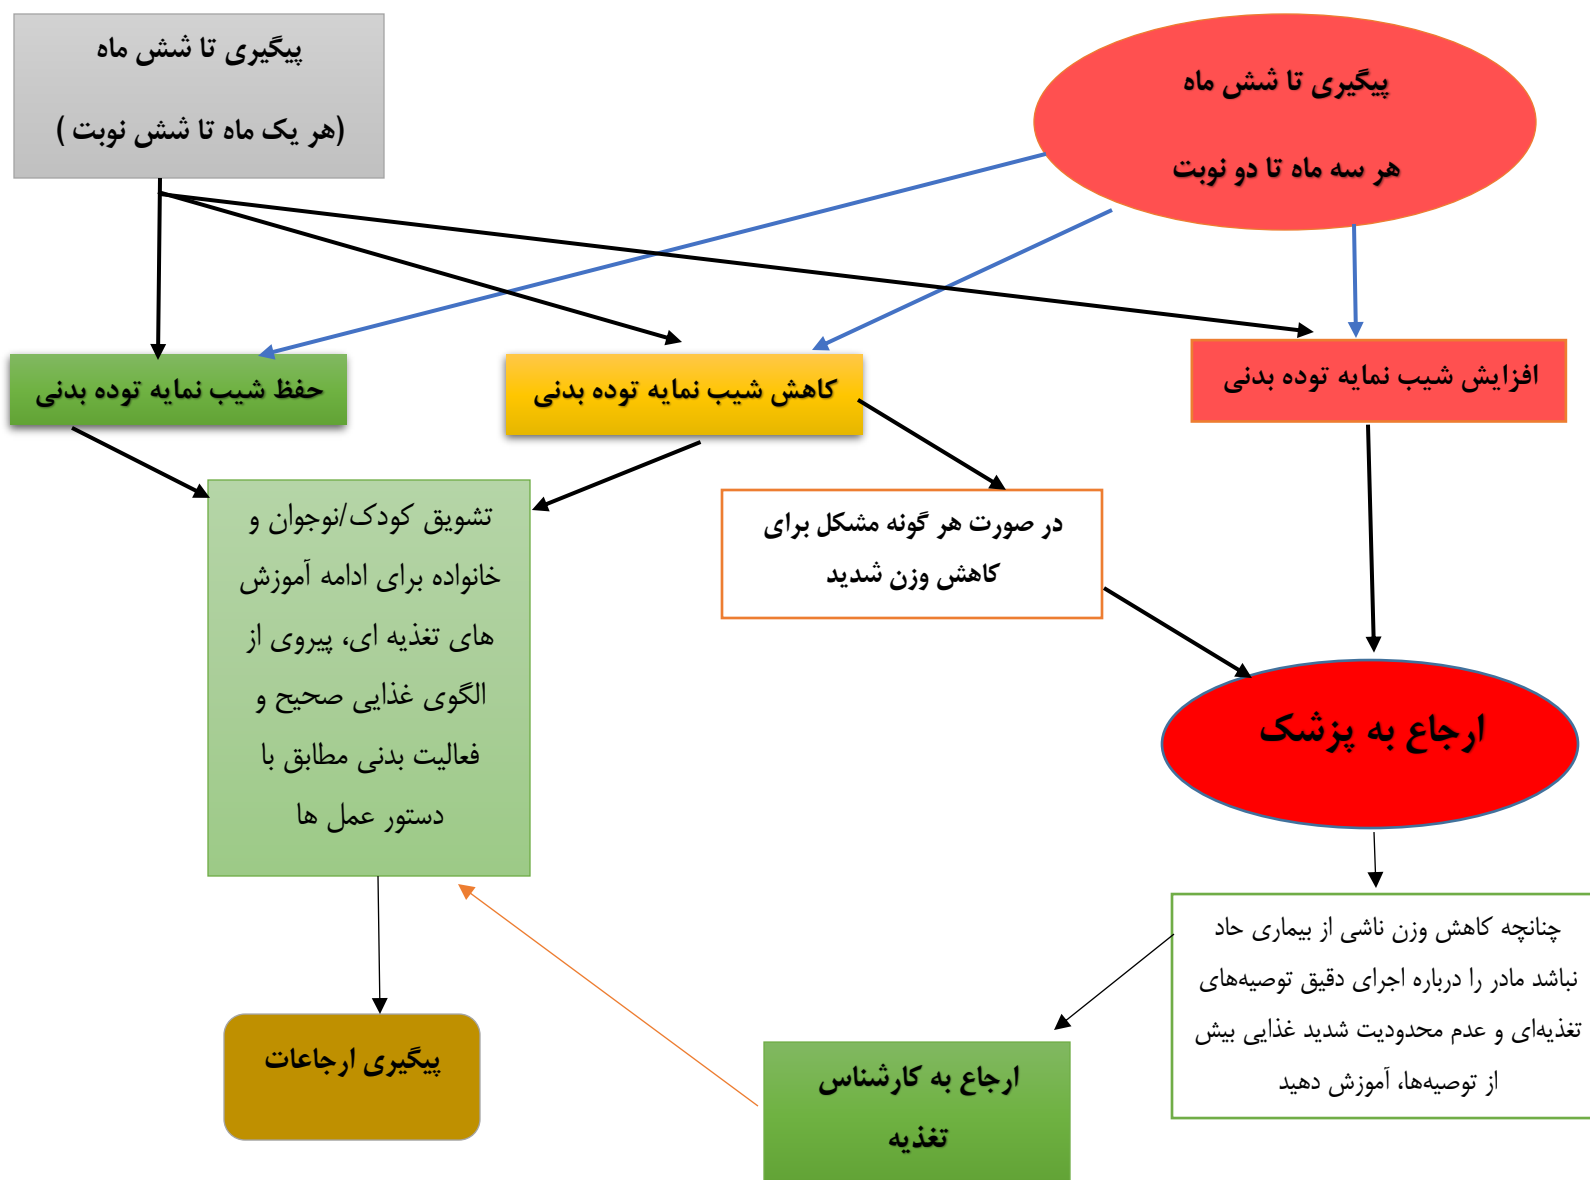 پیگیری تا شش ماه
هر سه ماه تا دو نوبت
پیگیری تا شش ماه
(هر یک ماه تا شش نوبت )
افزایش شیب نمایه توده بدنی
کاهش شیب نمایه توده بدنی
حفظ شیب نمایه توده بدنی
در صورت هر گونه مشکل برای
کاهش وزن شدید
تشویق کودک/نوجوان و
خانواده برای ادامه آموزش
های تغذیه ای، پیروی از
الگوی غذایی صحیح و
فعالیت بدنی مطابق با
دستور عمل ها
ارجاع به پزشک
چنانچه کاهش وزن ناشی از بیماری حاد
نباشد مادر را درباره اجرای دقیق توصیه‌های
تغذیه‌ای و عدم محدودیت شدید غذایی بیش
از توصیه‌ها، آموزش دهید
ارجاع به کارشناس
تغذیه
پیگیری ارجاعات